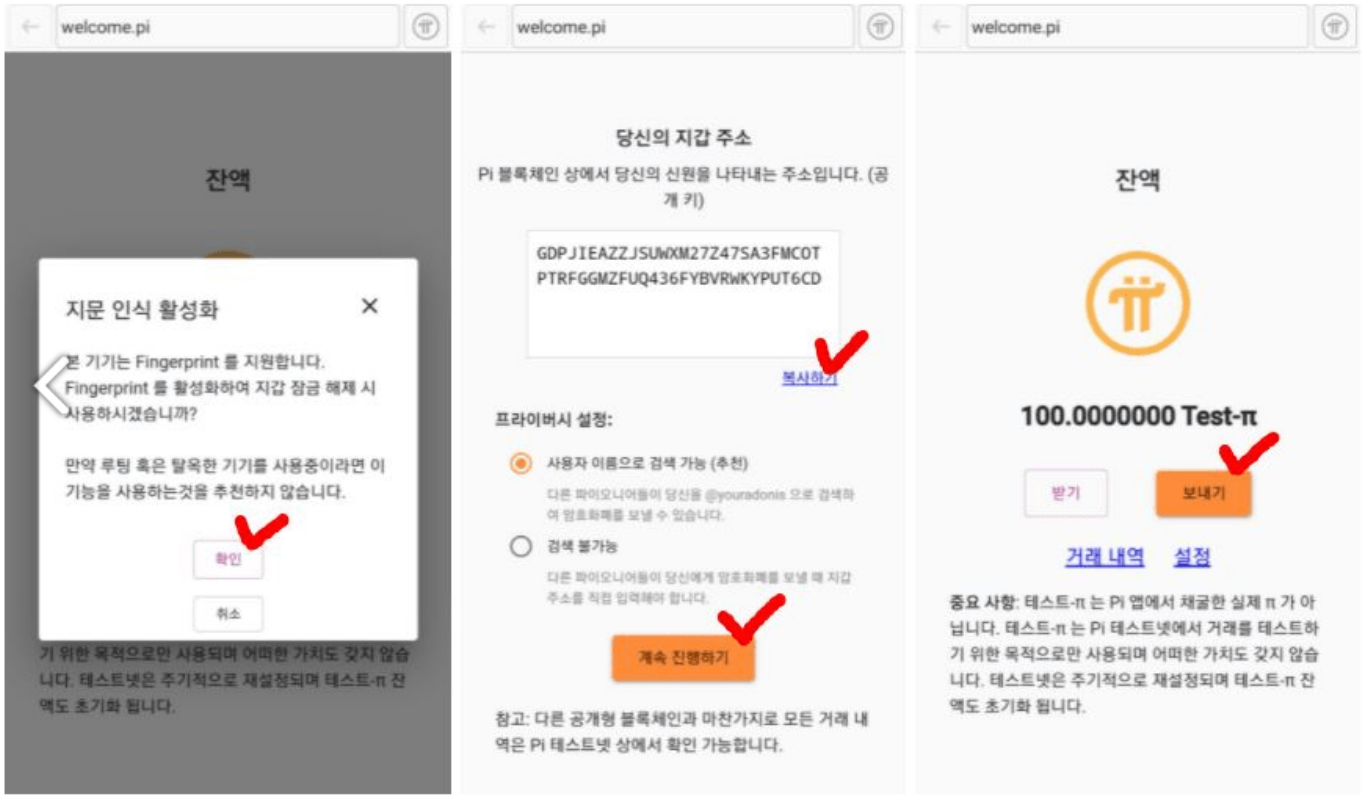 welcome.pi
잔액
지문 인식 활성화
본 기기는 Fingerprint 를 지원합니다.
Fingerprint 를 활성화하여 지갑 잠금 해제 시
사용하시겠습니까?
만약 루팅 혹은 탈옥한 기기를 사용중이라면 이
기능을 사용하는것을 추천하지 않습니다.
확인
취소
기 위한 목적으로만 사용되며 어떠한 가치도 갖지 않습
니다. 테스트넷은 주기적으로 재설정되며 테스트-π 잔
액도 초기화 됩니다.
welcome.pi
당신의 지갑 주소
Pi 블록체인 상에서 당신의 신원을 나타내는 주소입니다. (공
개 키)
GDPJIEAZZJSUWXM27Z47SA3FMCOT
PTRFGGMZFUQ436FYBVRWKYPUT6CD
복사하기
프라이버시 설정:
사용자 이름으로 검색 가능 (추천)
다른 파이오니어들이 당신을 @youradonis 으로 검색하
여 암호화폐를 보낼 수 있습니다.
검색 불가능
다른 파이오니어들이 당신에게 암호화폐를 보낼 때 지갑
주소를 직접 입력해야 합니다.
계속 진행하기
참고: 다른 공개형 블록체인과 마찬가지로 모든 거래 내
역은 Pi 테스트넷 상에서 확인 가능합니다.
welcome.pi
잔액
100.0000000 Test-π
받기
보내기
거래 내역 설정
중요 사항: 테스트-π 는 Pi 앱에서 채굴한 실제 π 가 아
닙니다. 테스트-π 는 Pi 테스트넷에서 거래를 테스트하
기 위한 목적으로만 사용되며 어떠한 가치도 갖지 않습
니다. 테스트넷은 주기적으로 재설정되며 테스트-π 잔
액도 초기화 됩니다.